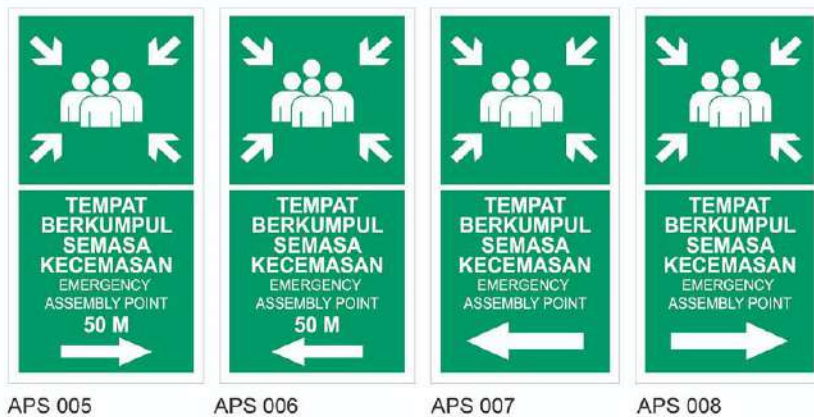 TEMPAT
BERKUMPUL
SEMASA
KECEMASAN
EMERGENCY
ASSEMBLY POINT
50 M
APS 005
TEMPAT
BERKUMPUL
SEMASA
KECEMASAN
EMERGENCY
ASSEMBLY POINT
50 M
APS 006
TEMPAT
BERKUMPUL
SEMASA
KECEMASAN
EMERGENCY
ASSEMBLY POINT
APS 007
TEMPAT
BERKUMPUL
SEMASA
KECEMASAN
EMERGENCY
ASSEMBLY POINT
APS 008